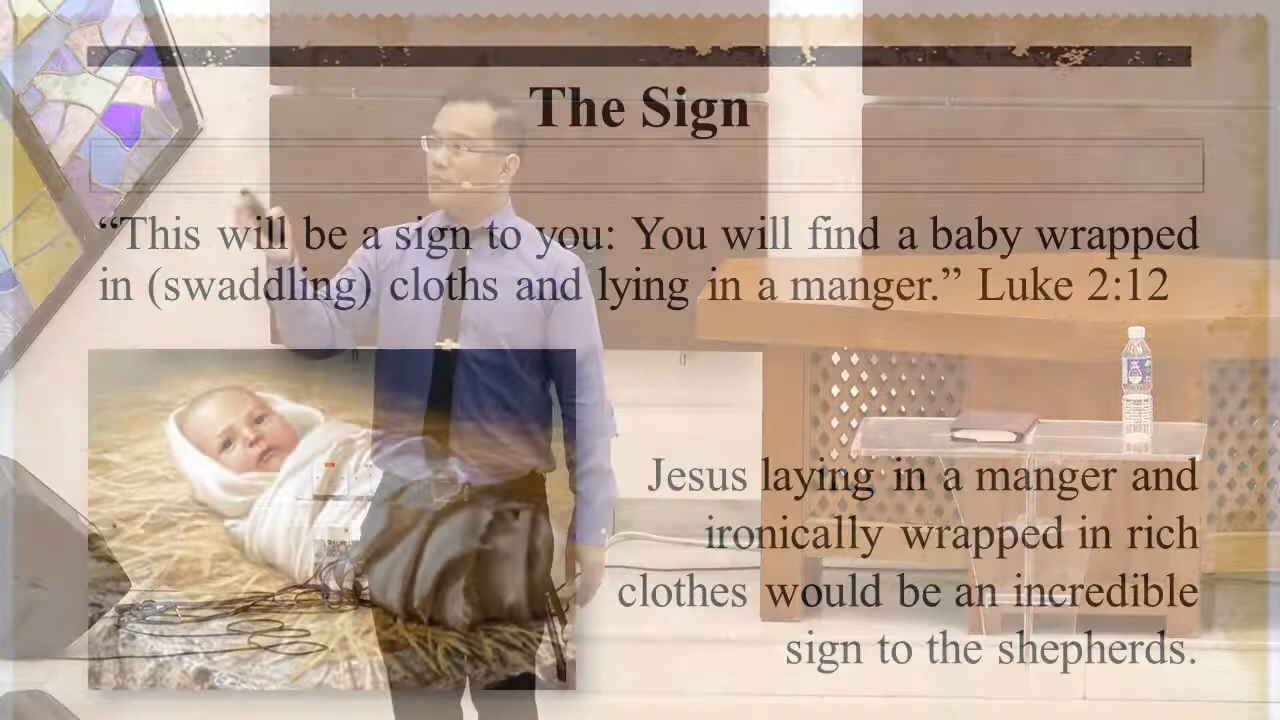 The Sign
“This will be a sign to you: You will find a baby wrapped
in (swaddling) cloths and lying in a manger.” Luke 2:12
Jesus laying in a manger and
ironically wrapped in rich
clothes would be an incredible
sign to the shepherds.